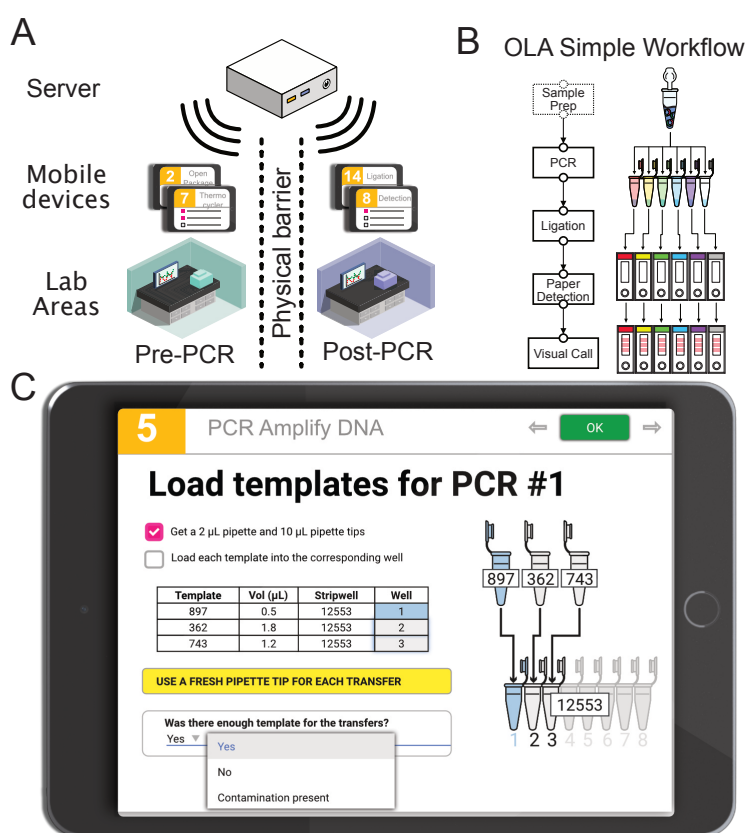 A
Server
Mobile
devices
2
Open
Package
7
Thermo
cycler
14
Ligation
8
Detection
Physical barrier
Lab
Areas
Pre-PCR
Post-PCR
B
OLA Simple Workflow
Sample
Prep
PCR
Ligation
Paper
Detection
Visual Call
C
5
PCR Amplify DNA
OK
Load templates for PCR #1
Get a 2 µL pipette and 10 µL pipette tips
Load each template into the corresponding well
Template Vol (µL) Stripwell Well
897 0.5 12553 1
362 1.8 12553 2
743 1.2 12553 3
USE A FRESH PIPETTE TIP FOR EACH TRANSFER
Was there enough template for the transfers?
Yes
Yes
No
Contamination present
897 362 743
12553
1 2 3 4 5 6 7 8